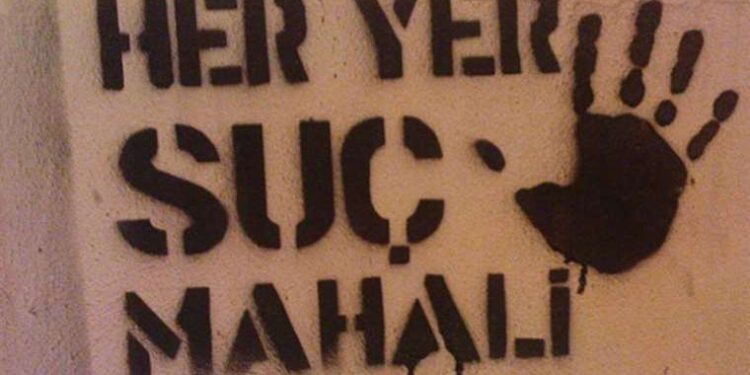 HER YER
SUÇ
MAHALİ